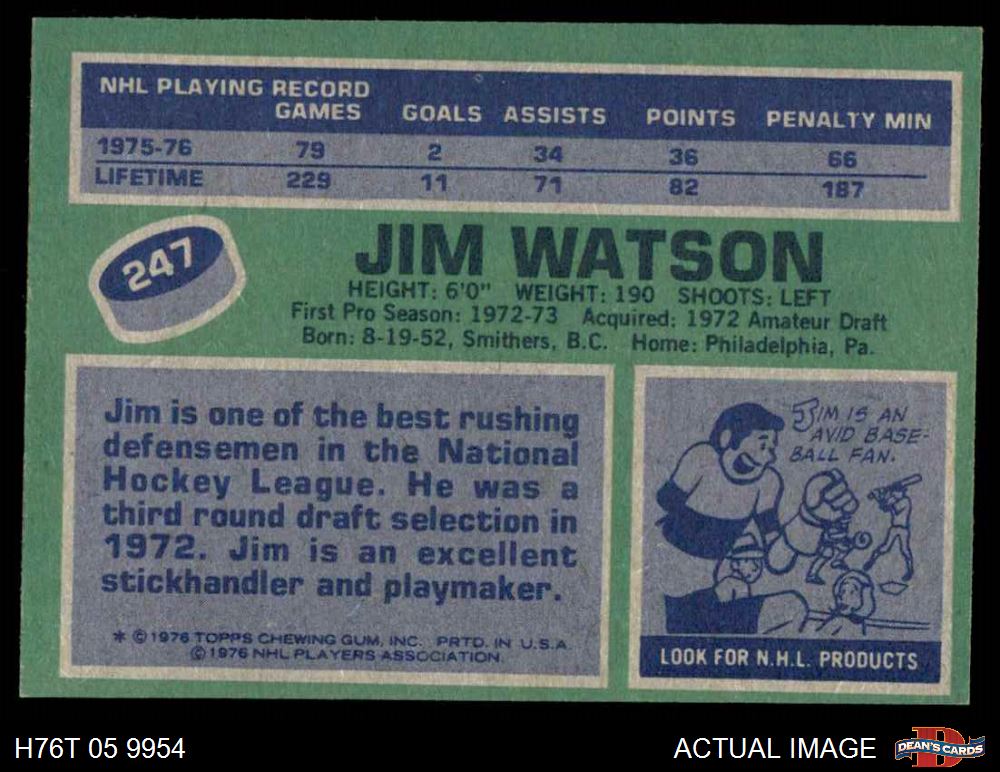 NHL PLAYING RECORD
GAMES GOALS ASSISTS POINTS PENALTY MIN
1975-76 79 2 34 36 66
LIFETIME 229 11 71 82 187
247
JIM WATSON
HEIGHT: 6'0" WEIGHT: 190 SHOOTS: LEFT
First Pro Season: 1972-73 Acquired: 1972 Amateur Draft
Born: 8-19-52, Smithers, B.C. Home: Philadelphia, Pa.
Jim is one of the best rushing
defensemen in the National
Hockey League. He was a
third round draft selection in
1972. Jim is an excellent
stickhandler and playmaker.
* © 1976 TOPPS CHEWING GUM, INC. PRTD. IN U.S.A.
© 1976 NHL PLAYERS ASSOCIATION
JIM IS AN
AVID BASE-
BALL FAN.
LOOK FOR N.H.L. PRODUCTS
H76T 05 9954
ACTUAL IMAGE
D
DEAN'S CARDS